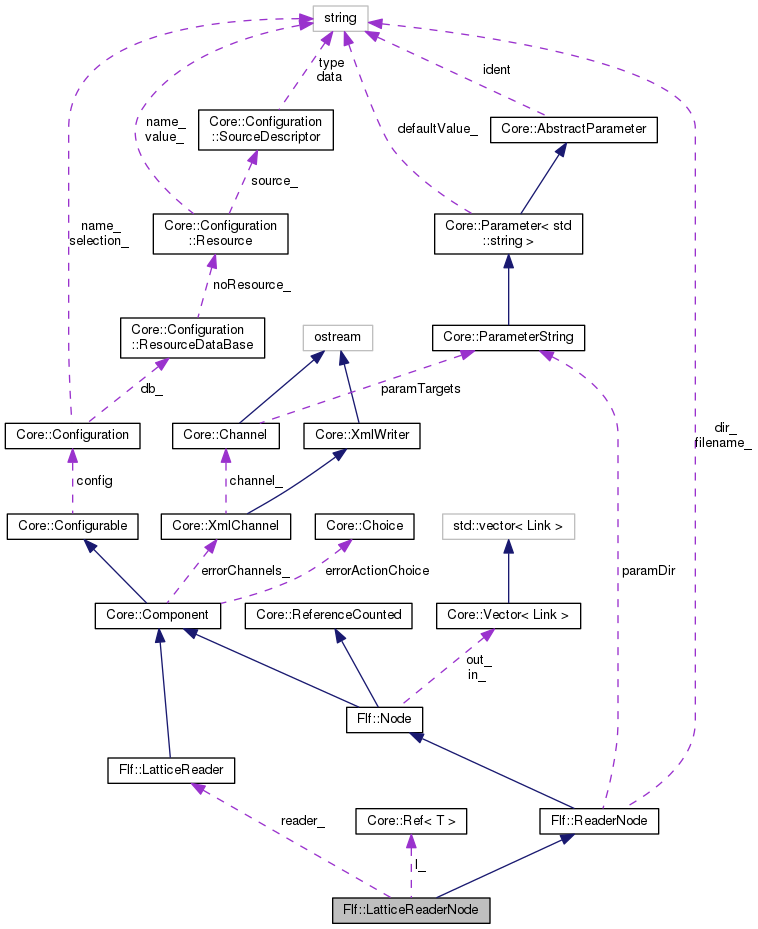 string
type
data
ident
name_
value_
Core::Configuration
::SourceDescriptor
defaultValue_
Core::AbstractParameter
source_
name_
selection_
Core::Configuration
::Resource
Core::Parameter< std
::string >
noResource_
Core::Configuration
::ResourceDataBase
ostream
Core::ParameterString
db_
paramTargets
dir_
filename_
Core::Configuration
Core::Channel
Core::XmlWriter
config
channel_
Core::Configurable
Core::XmlChannel
Core::Choice
std::vector< Link >
errorChannels_
errorActionChoice
paramDir
Core::Component
Core::ReferenceCounted
Core::Vector< Link >
out_
in_
Flf::Node
Flf::LatticeReader
reader_
Core::Ref< T >
Flf::ReaderNode
l_
Flf::LatticeReaderNode